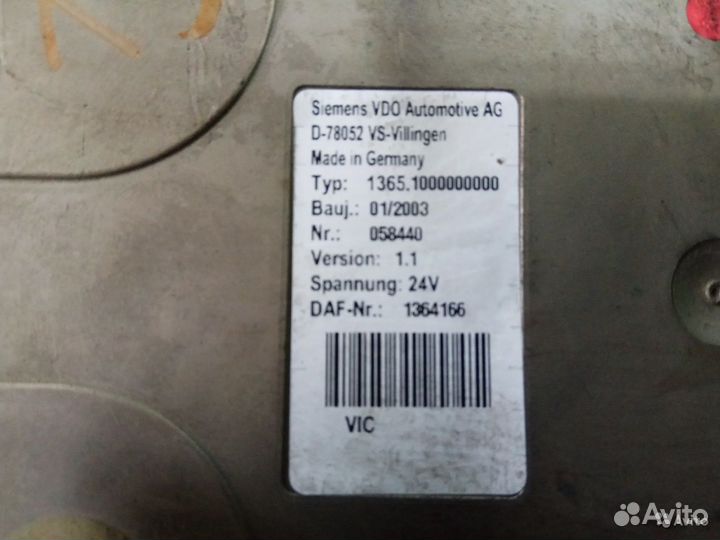 Siemens VDO Automotive AG
D-78052 VS-Villingen
Made in Germany
Typ: 1365.1000000000
Bauj.: 01/2003
Nr.: 058440
Version: 1.1
Spannung: 24V
DAF-Nr.: 1364166
VIC
Avito
Avito